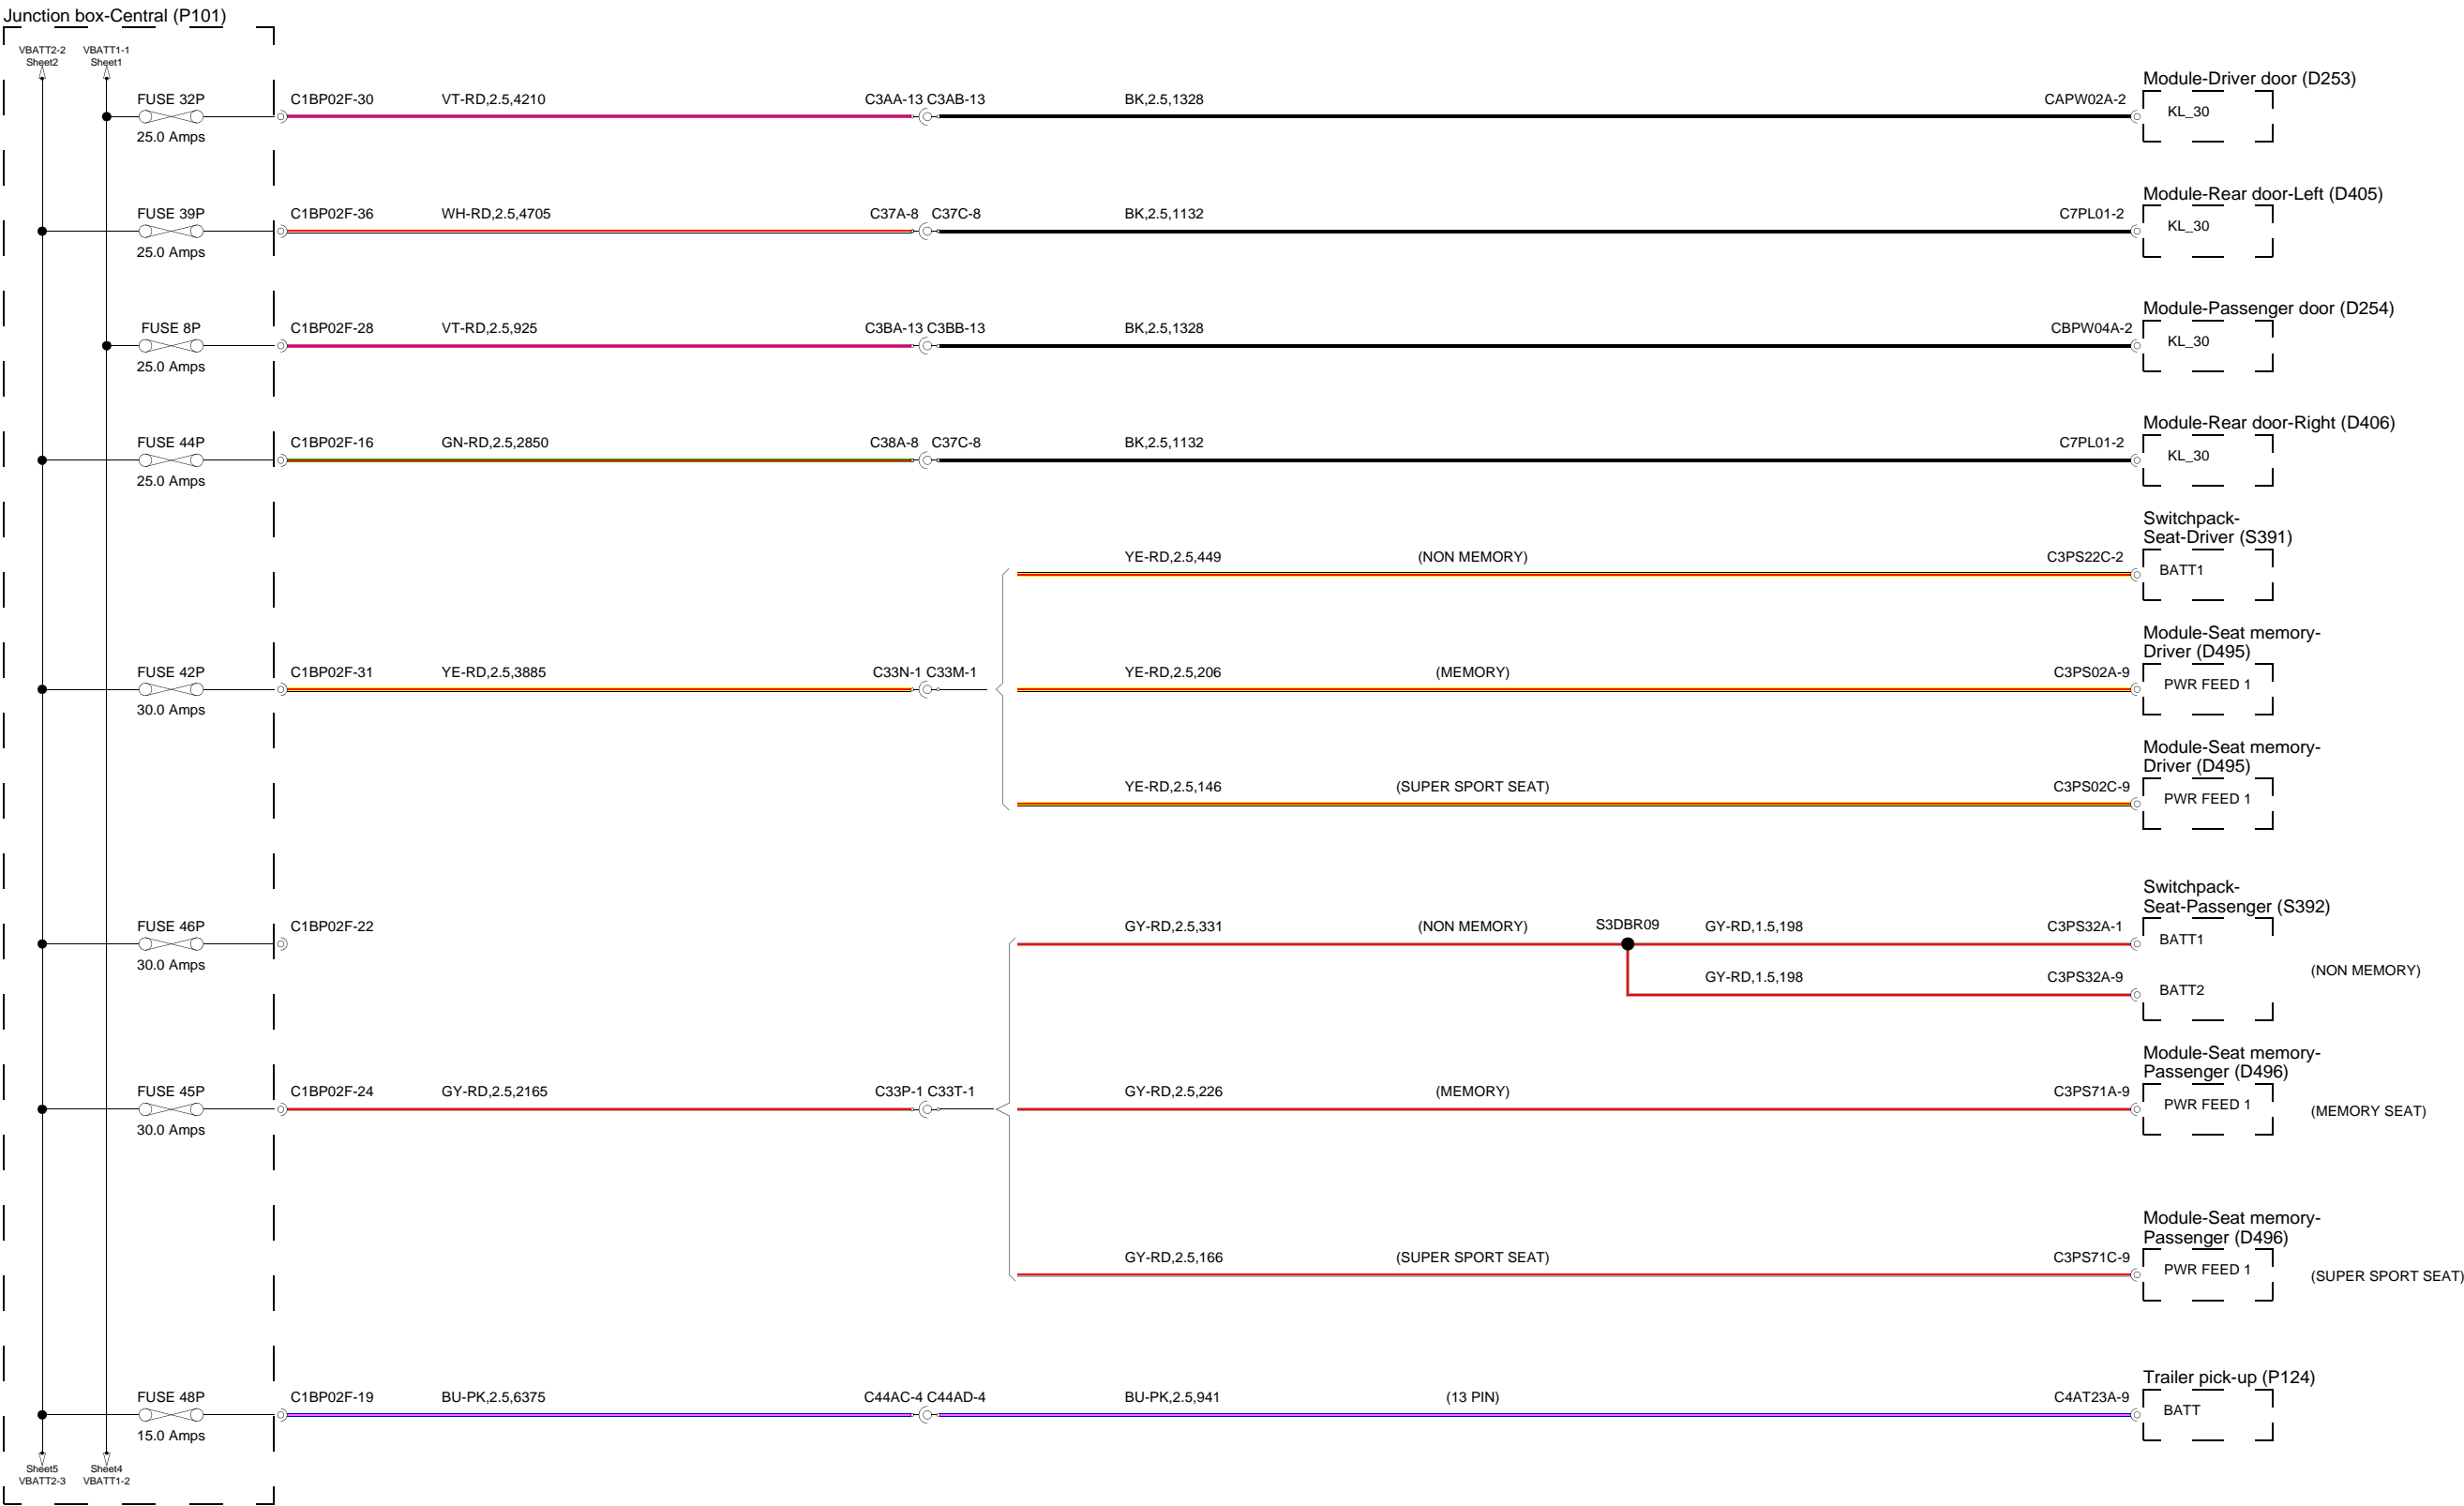 Junction box-Central (P101)
VBATT2-2 VBATT1-1
Sheet2 Sheet1
Module-Driver door (D253)
FUSE 32P C1BP02F-30 VT-RD,2.5,4210 C3AA-13 C3AB-13 BK,2.5,1328 CAPW02A-2 KL_30
25.0 Amps
Module-Rear door-Left (D405)
FUSE 39P C1BP02F-36 WH-RD,2.5,4705 C37A-8 C37C-8 BK,2.5,1132 C7PL01-2 KL_30
25.0 Amps
Module-Passenger door (D254)
FUSE 8P C1BP02F-28 VT-RD,2.5,925 C3BA-13 C3BB-13 BK,2.5,1328 CBPW04A-2 KL_30
25.0 Amps
Module-Rear door-Right (D406)
FUSE 44P C1BP02F-16 GN-RD,2.5,2850 C38A-8 C37C-8 BK,2.5,1132 C7PL01-2 KL_30
25.0 Amps
Switchpack-
Seat-Driver (S391)
YE-RD,2.5,449 (NON MEMORY) C3PS22C-2 BATT1
Module-Seat memory-
Driver (D495)
FUSE 42P C1BP02F-31 YE-RD,2.5,3885 C33N-1 C33M-1 YE-RD,2.5,206 (MEMORY) C3PS02A-9 PWR FEED 1
30.0 Amps
Module-Seat memory-
Driver (D495)
YE-RD,2.5,146 (SUPER SPORT SEAT) C3PS02C-9 PWR FEED 1
Switchpack-
Seat-Passenger (S392)
FUSE 46P C1BP02F-22 GY-RD,2.5,331 (NON MEMORY) S3DBR09 GY-RD,1.5,198 C3PS32A-1 BATT1
30.0 Amps (NON MEMORY)
GY-RD,1.5,198 C3PS32A-9 BATT2
Module-Seat memory-
Passenger (D496)
FUSE 45P C1BP02F-24 GY-RD,2.5,2165 C33P-1 C33T-1 GY-RD,2.5,226 (MEMORY) C3PS71A-9 PWR FEED 1 (MEMORY SEAT)
30.0 Amps
Module-Seat memory-
Passenger (D496)
GY-RD,2.5,166 (SUPER SPORT SEAT) C3PS71C-9 PWR FEED 1 (SUPER SPORT SEAT)
Trailer pick-up (P124)
FUSE 48P C1BP02F-19 BU-PK,2.5,6375 C44AC-4 C44AD-4 BU-PK,2.5,941 (13 PIN) C4AT23A-9 BATT
15.0 Amps
Sheet5 Sheet4
VBATT2-3 VBATT1-2